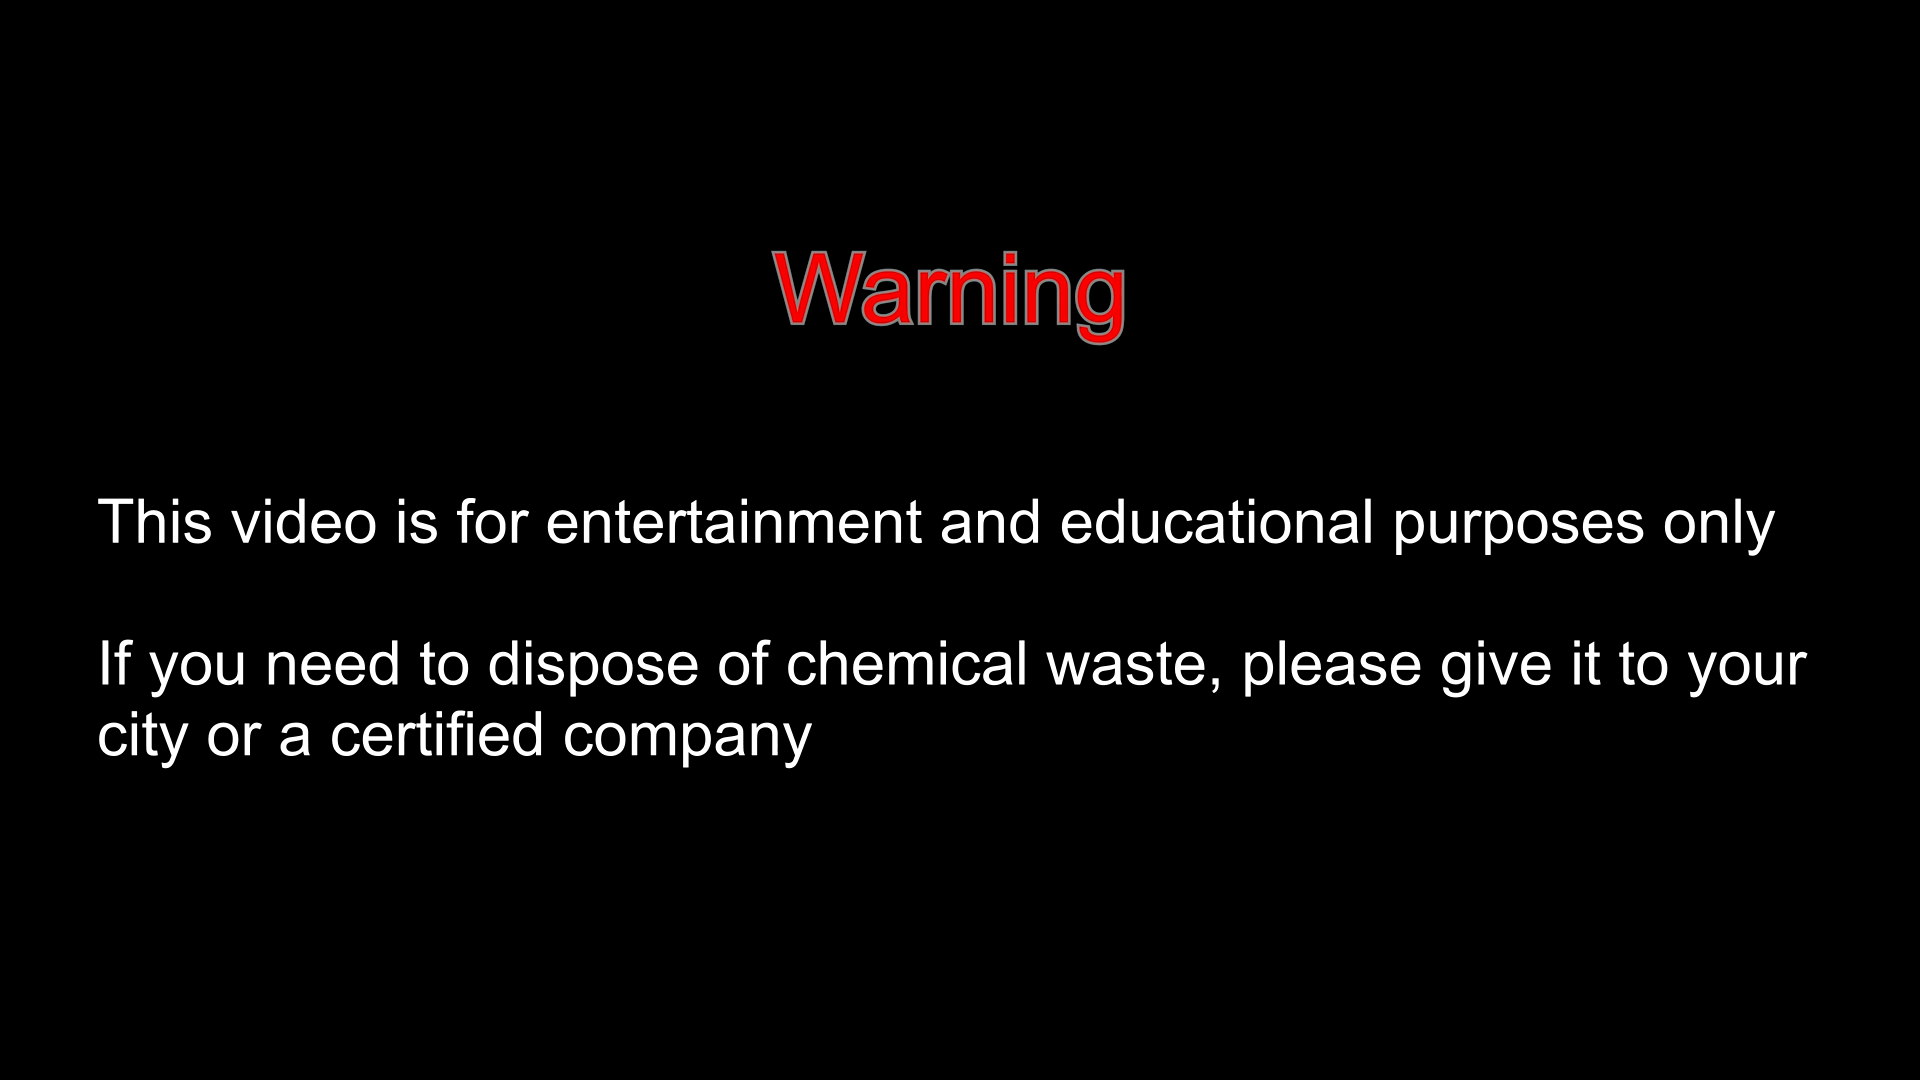 Warning
This video is for entertainment and educational purposes only
If you need to dispose of chemical waste, please give it to your
city or a certified company